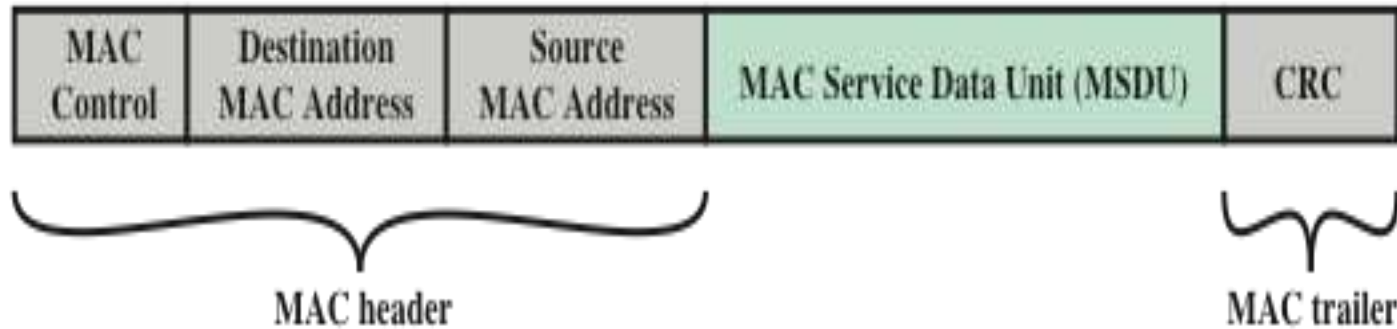 MAC
Control
Destination
MAC Address
Source
MAC Address
MAC Service Data Unit (MSDU)
CRC
MAC header
MAC trailer